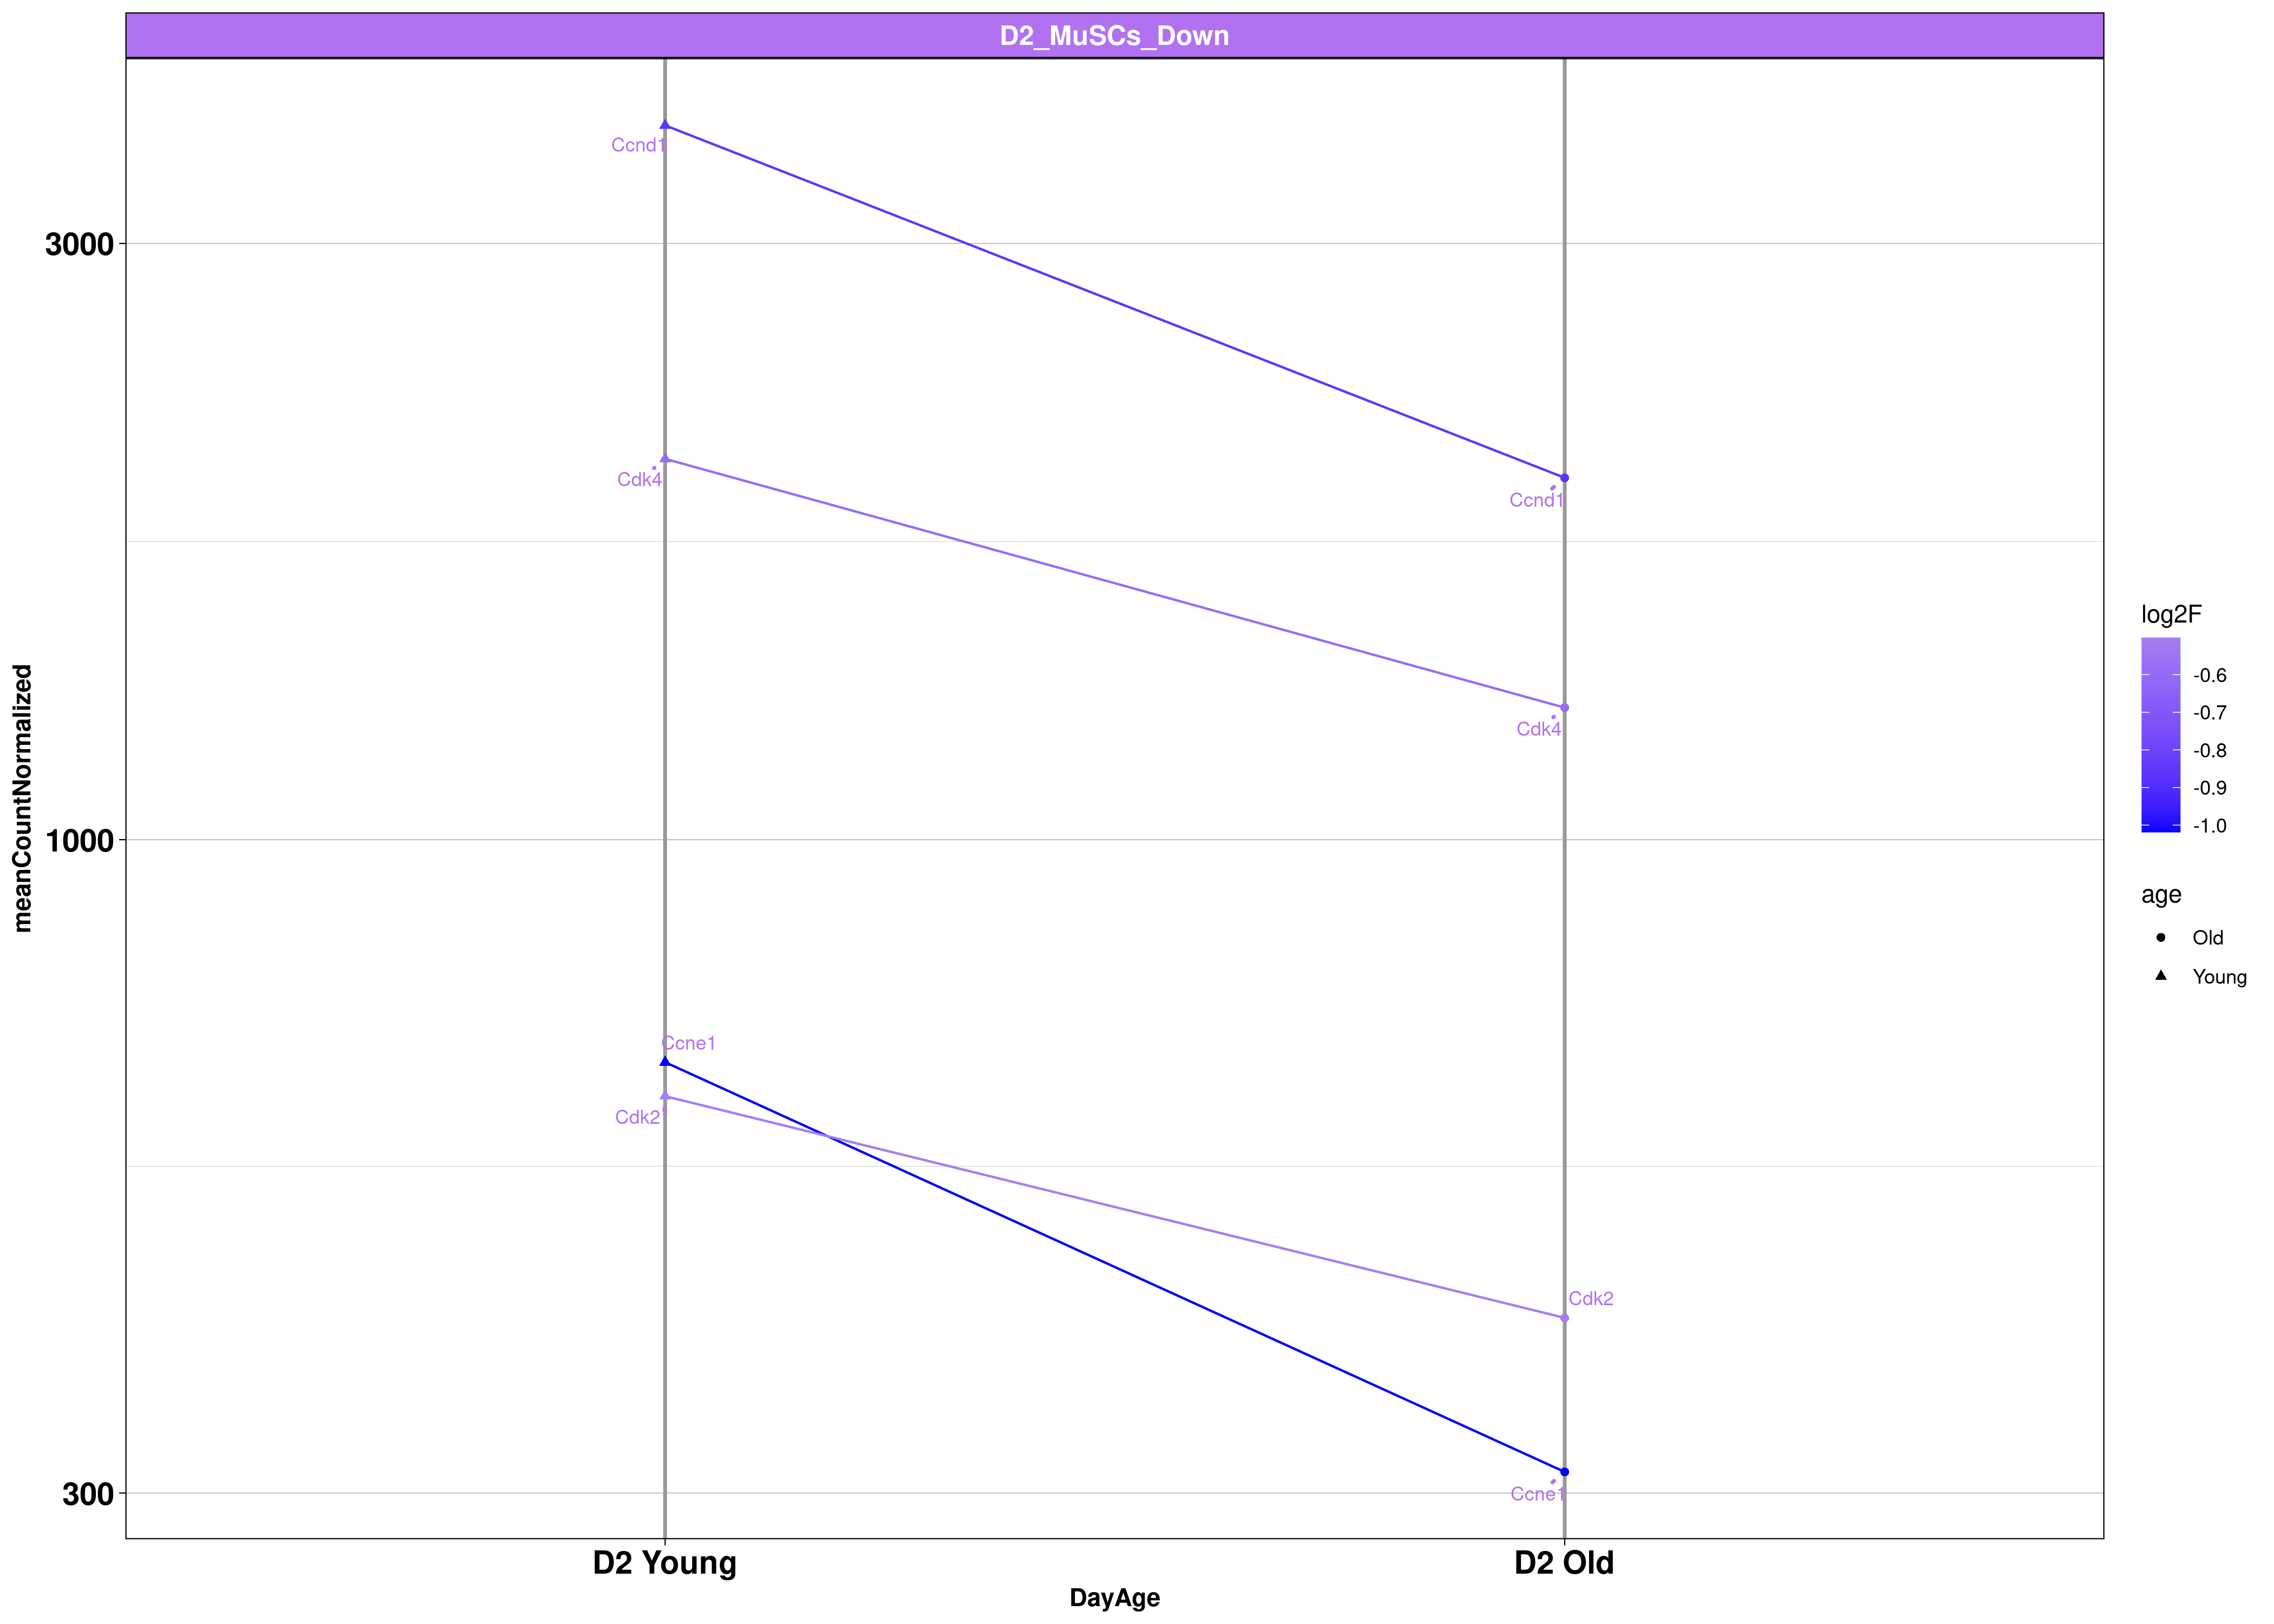 D2_MuSCs_Down
Ccnd1
3000
Cdk4
Ccnd1
Cdk4
1000
Ccne1
Cdk2
Cdk2
Ccne1
300
meanCountNormalized
D2 Young
D2 Old
DayAge
log2F
-0.6
-0.7
-0.8
-0.9
-1.0
age
Old
Young